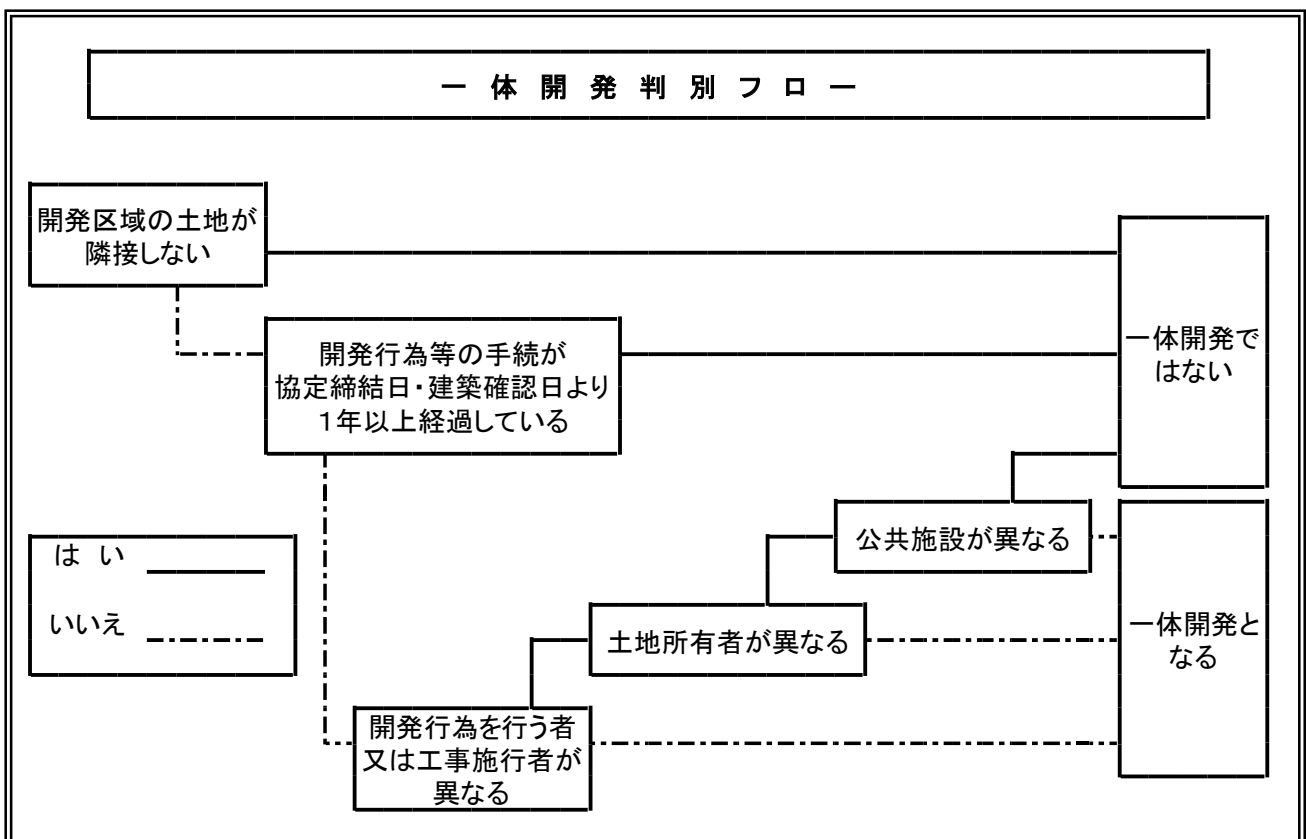 一体開発判別フロー
開発区域の土地が
隣接しない
開発行為等の手続が
協定締結日・建築確認日より
１年以上経過している
一体開発で
はない
公共施設が異なる
は い
いいえ
土地所有者が異なる
一体開発と
なる
開発行為を行う者
又は工事施行者が
異なる